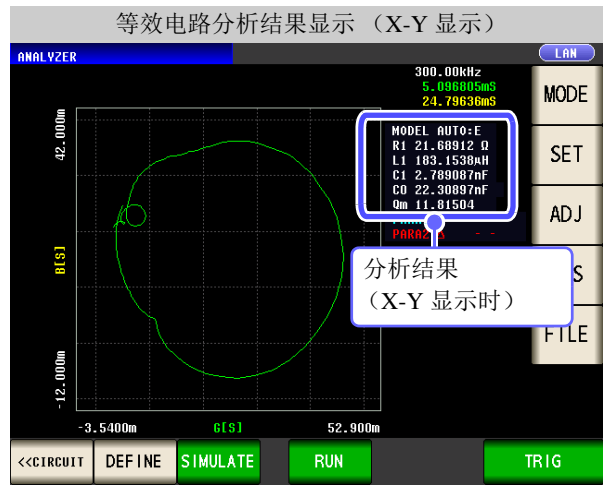 等效电路分析结果显示 （X-Y 显示）
ANALYZER
LAN
300.00kHz
5.096805mS
24.79636mS
MODE
42.000m
MODEL AUTO:E
R1 21.68912 Ω
L1 183.1538μH
C1 2.789087nF
C0 22.30897nF
Qm 11.81504
SET
ADJ
B[S]
分析结果
（X-Y 显示时）
S
FILE
-12.000m
-3.5400m
G[S]
52.900m
<<CIRCUIT
DEFINE
SIMULATE
RUN
TRIG